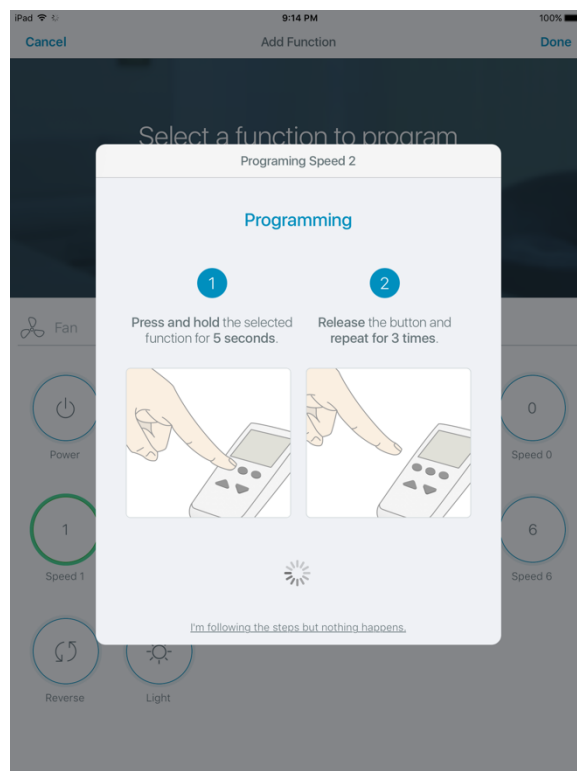 iPad 9:14 PM 100%
Cancel Add Function Done
Select a function to program
Programing Speed 2
Programming
1 2
Press and hold the selected
function for 5 seconds.
Release the button and
repeat for 3 times.
Fan
0
Power Speed 0
1 6
Speed 1 Speed 6
I'm following the steps but nothing happens.
Reverse Light